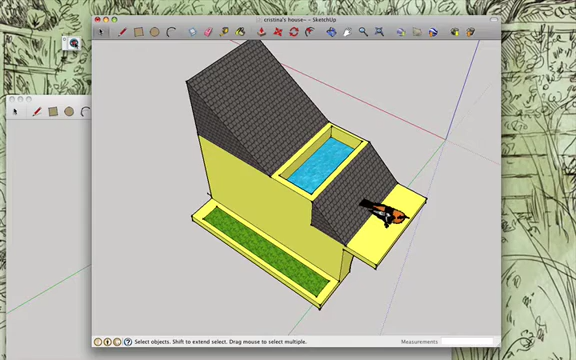 cristina's house~ - SketchUp
Select objects. Shift to extend select. Drag mouse to select multiple.
Measurements